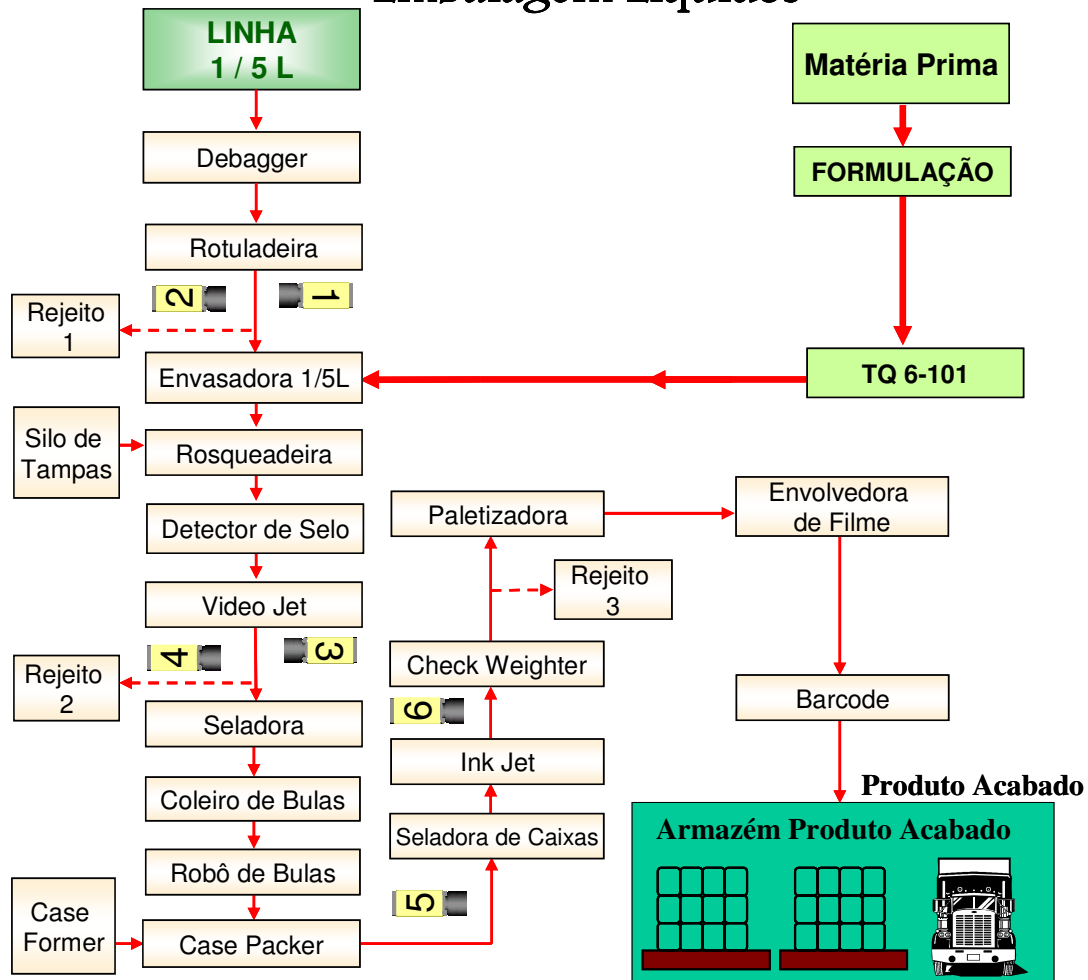 Embalagem Líquidos
LINHA
1 / 5 L
Matéria Prima
Debagger
FORMULAÇÃO
Rotuladeira
2
1
Rejeito
1
Envasadora 1/5L
TQ 6-101
Silo de
Tampas
Rosqueadeira
Detector de Selo
Video Jet
4
3
Rejeito
2
Seladora
Coleiro de Bulas
Robô de Bulas
Case
Former
Case Packer
5
Seladora de Caixas
Ink Jet
6
Check Weighter
Rejeito
3
Paletizadora
Envolvedora
de Filme
Barcode
Produto Acabado
Armazém Produto Acabado